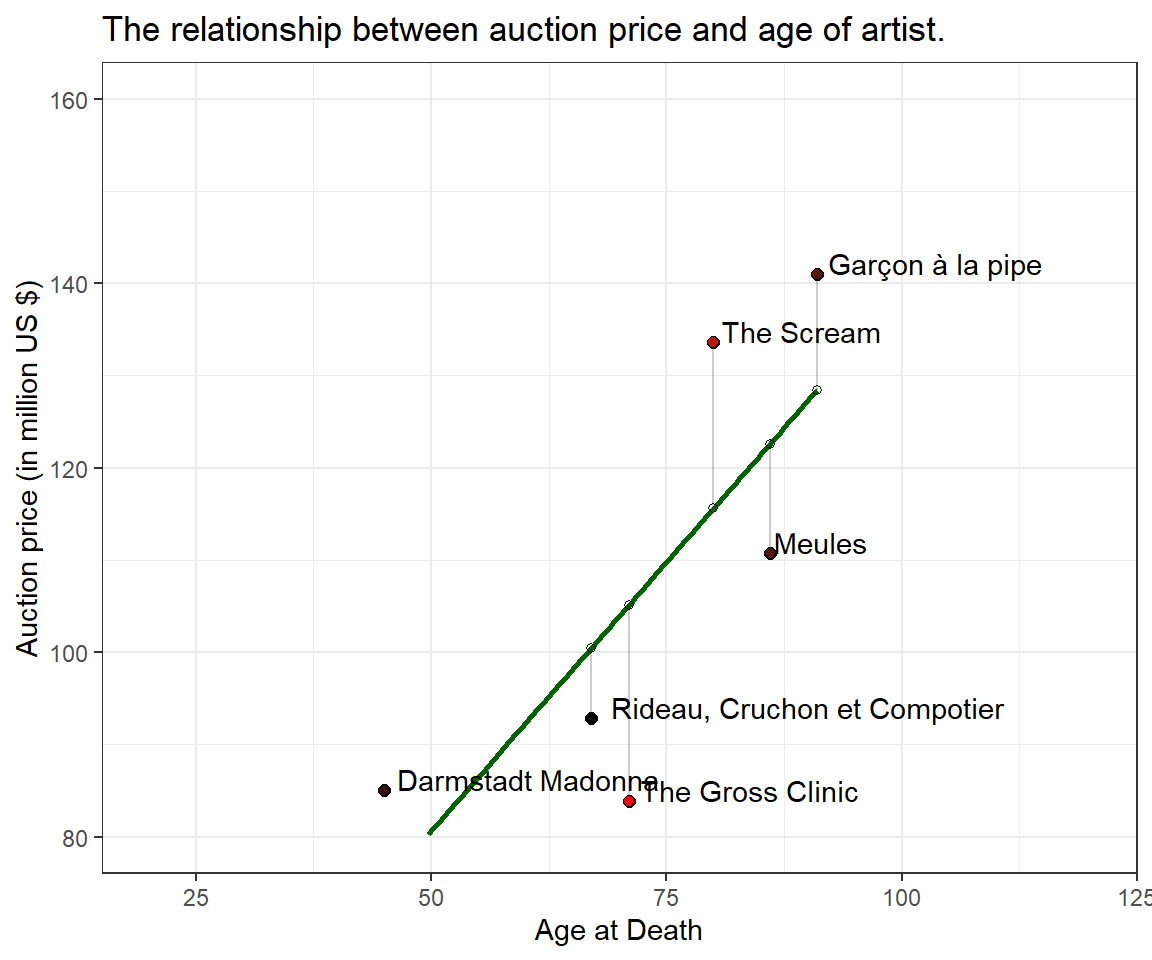 The relationship between auction price and age of artist.
160
140
120
100
80
Auction price (in million US $)
Garçon à la pipe
The Scream
Meules
Rideau, Cruchon et Compotier
Darmstadt Madonna
The Gross Clinic
25
50
75
100
125
Age at Death